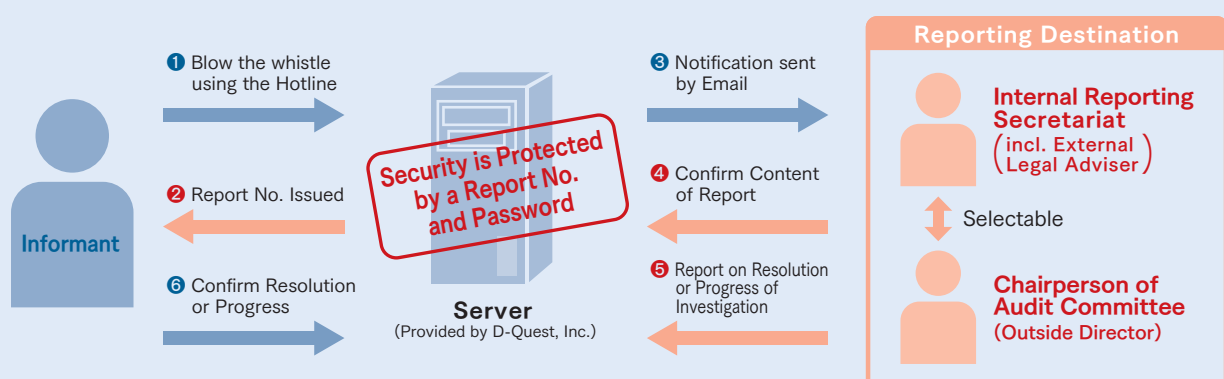 ❶ Blow the whistle
using the Hotline
❷ Report No. Issued
Informant
❻ Confirm Resolution
or Progress
Security is Protected
by a Report No.
and Password
Server
(Provided by D-Quest, Inc.)
❸ Notification sent
by Email
❹ Confirm Content
of Report
❺ Report on Resolution
or Progress of
Investigation
Reporting Destination
Internal Reporting
Secretariat
(incl. External
Legal Adviser)
Selectable
Chairperson of
Audit Committee
(Outside Director)